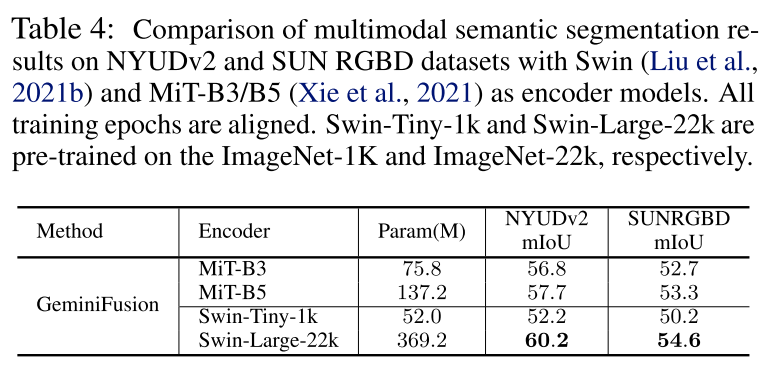 Table 4: Comparison of multimodal semantic segmentation re-
sults on NYUDv2 and SUN RGBD datasets with Swin (Liu et al.,
2021b) and MiT-B3/B5 (Xie et al., 2021) as encoder models. All
training epochs are aligned. Swin-Tiny-1k and Swin-Large-22k are
pre-trained on the ImageNet-1K and ImageNet-22k, respectively.
Method Encoder Param(M) NYUDv2 mIoU SUNRGBD mIoU
GeminiFusion
MiT-B3 75.8 56.8 52.7
MiT-B5 137.2 57.7 53.3
Swin-Tiny-1k 52.0 52.2 50.2
Swin-Large-22k 369.2 60.2 54.6